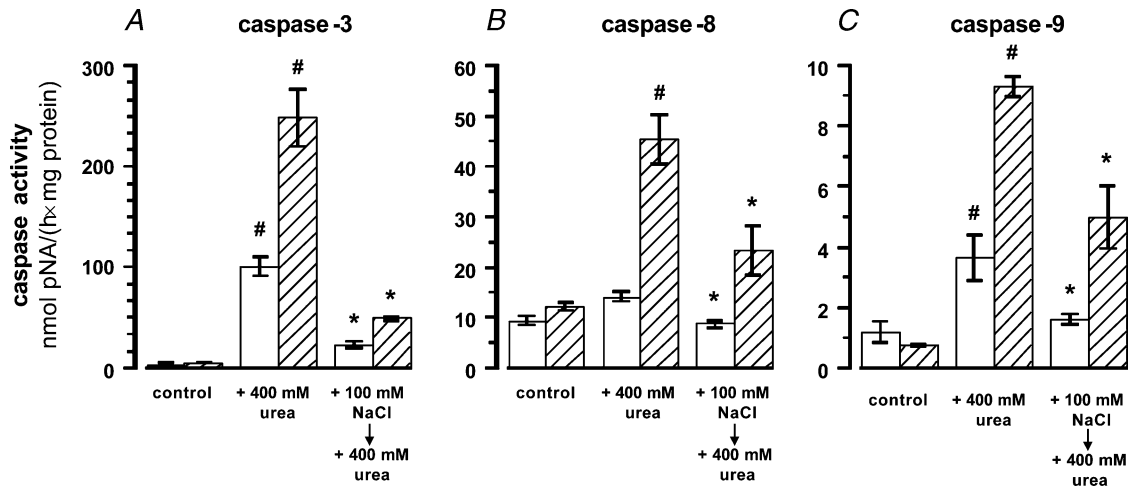 A caspase -3
B caspase -8
C caspase -9
caspase activity
nmol pNA/(h×mg protein)
300
200
100
0
#
#
*
*
control
+ 400 mM
urea
+ 100 mM
NaCl
+ 400 mM
urea
60
50
40
30
20
10
0
#
*
*
control
+ 400 mM
urea
+ 100 mM
NaCl
+ 400 mM
urea
10
8
6
4
2
0
#
#
*
*
control
+ 400 mM
urea
+ 100 mM
NaCl
+ 400 mM
urea